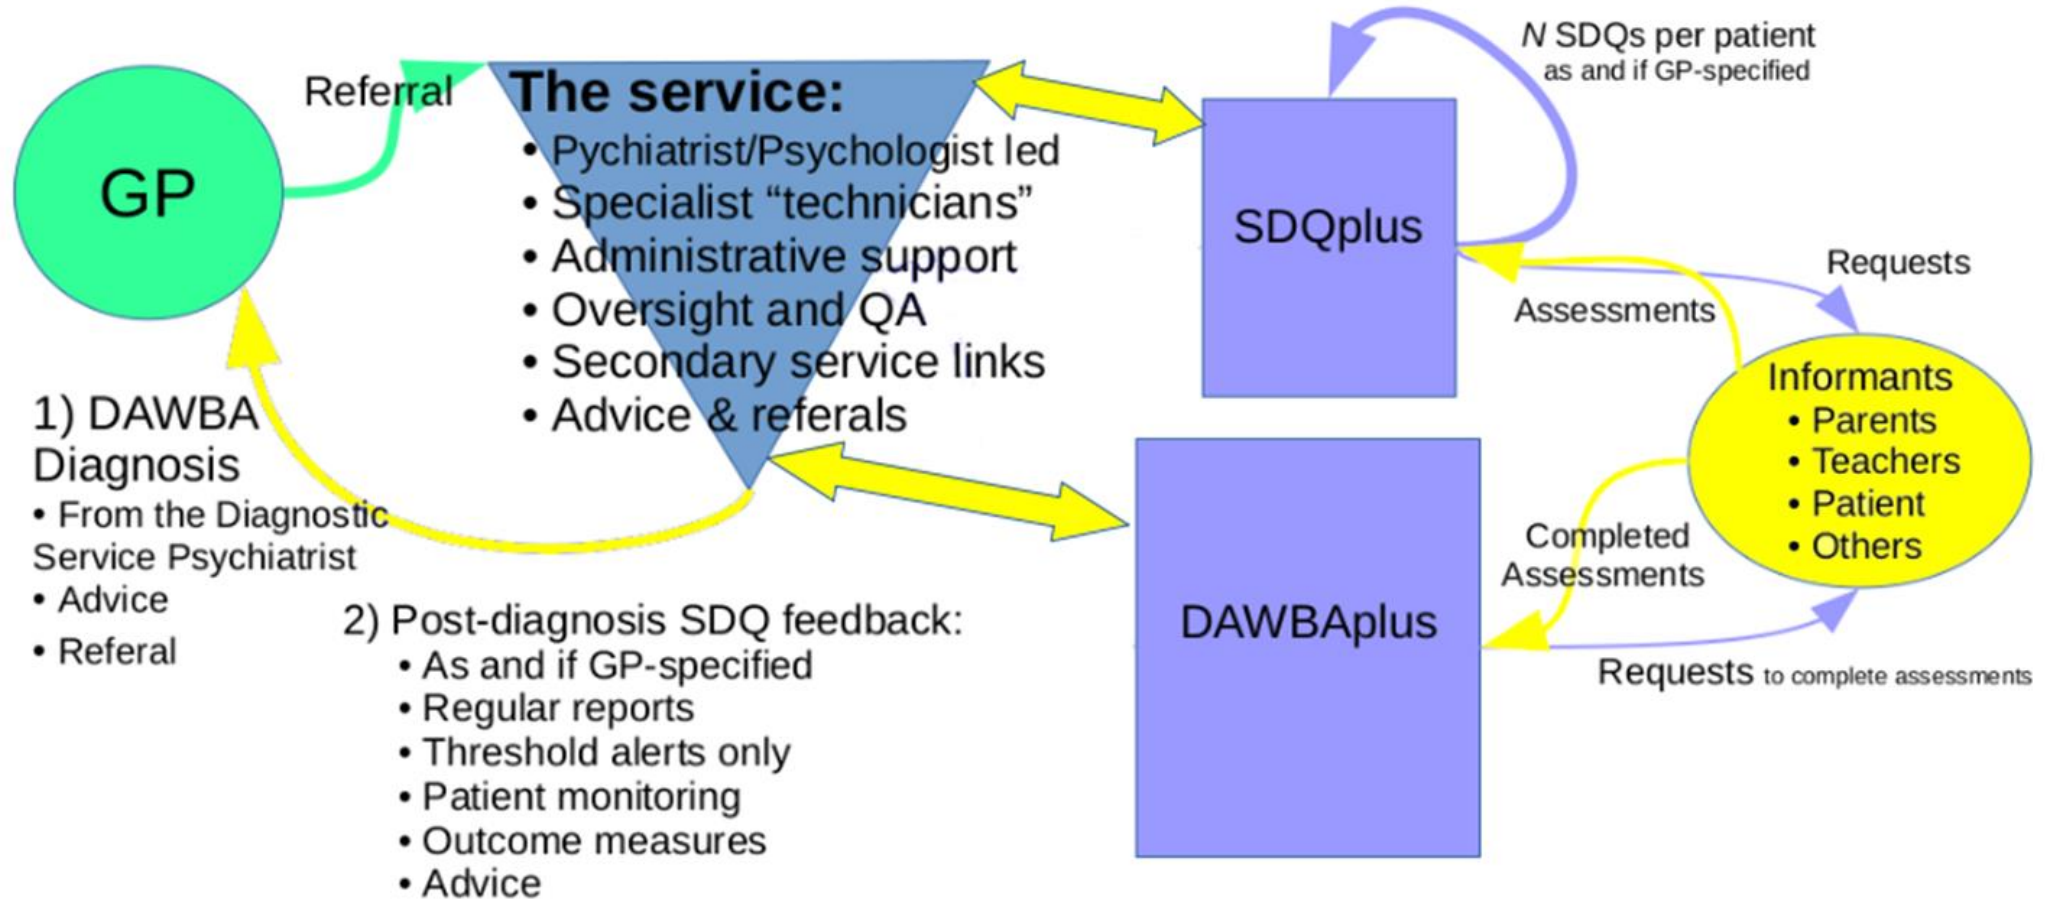 GP
Referral
The service:
• Pychiatrist/Psychologist led
• Specialist “technicians”
• Administrative support
• Oversight and QA
• Secondary service links
• Advice & referals
N SDQs per patient
as and if GP-specified
SDQplus
Requests
Assessments
Informants
• Parents
• Teachers
• Patient
• Others
Completed
Assessments
DAWBAplus
Requests to complete assessments
1) DAWBA
Diagnosis
• From the Diagnostic
Service Psychiatrist
• Advice
• Referal
2) Post-diagnosis SDQ feedback:
• As and if GP-specified
• Regular reports
• Threshold alerts only
• Patient monitoring
• Outcome measures
• Advice